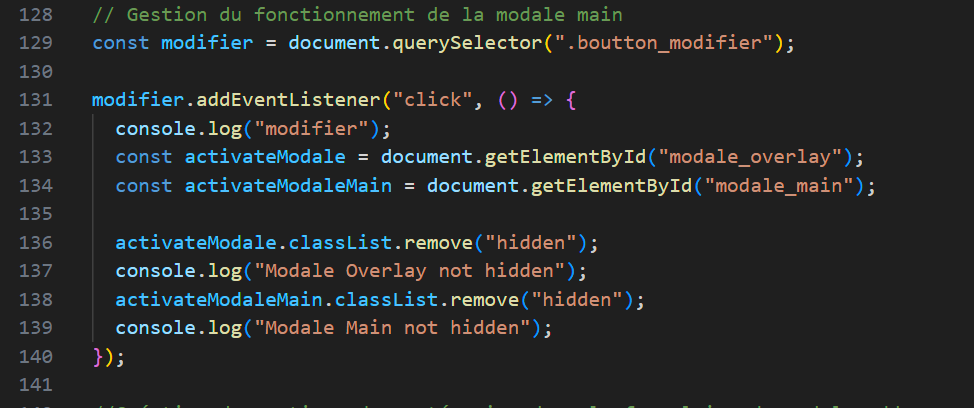 128 // Gestion du fonctionnement de la modale main
129 const modifier = document.querySelector(".boutton_modifier");
130
131 modifier.addEventListener("click", () => {
132   console.log("modifier");
133   const activateModale = document.getElementById("modale_overlay");
134   const activateModaleMain = document.getElementById("modale_main");
135
136   activateModale.classList.remove("hidden");
137   console.log("Modale Overlay not hidden");
138   activateModaleMain.classList.remove("hidden");
139   console.log("Modale Main not hidden");
140 });
141